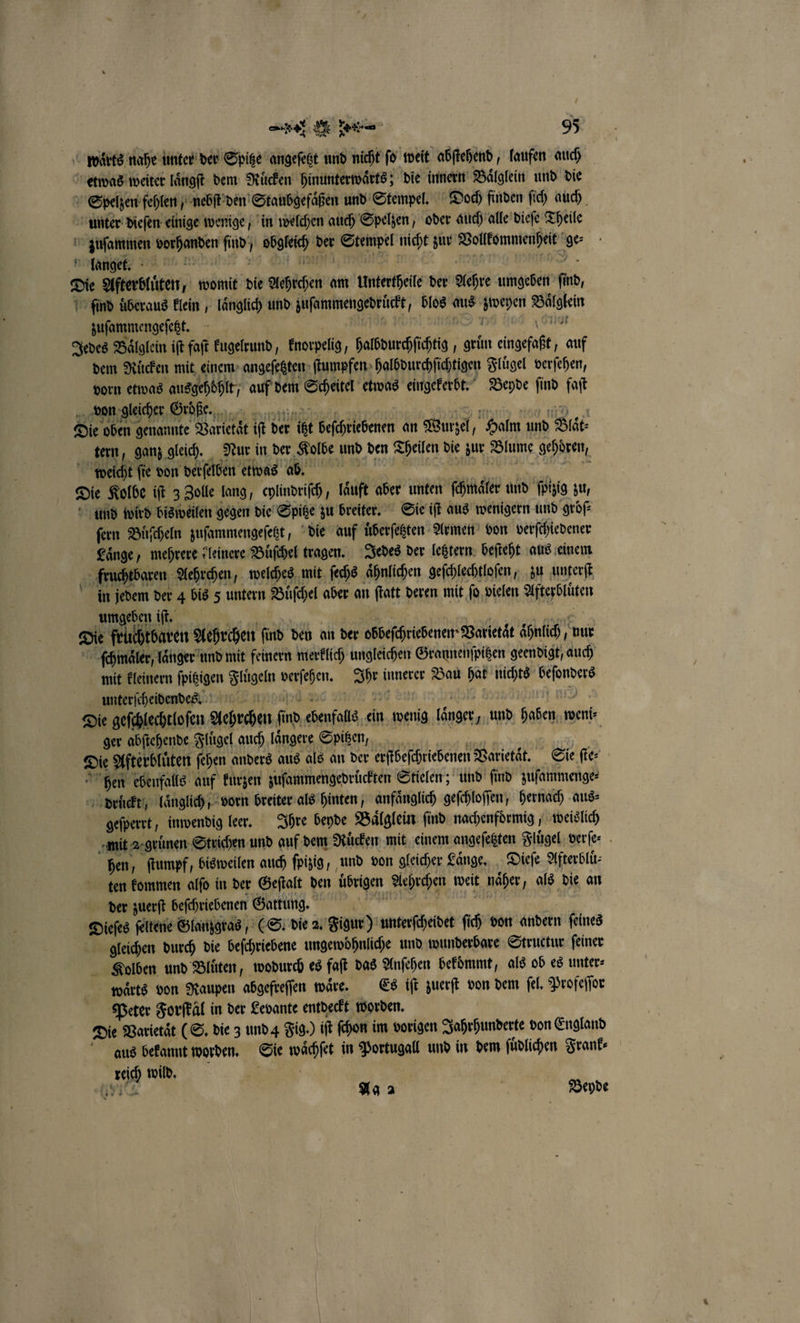 95
wärts nahe unter der Spitze angesetzt und nicht so weit abstehend, laufen auch
etwas weiter längst dem Rücken hinunterwärts; die innern Bälglein und die
Spelzen fehlen, nebst den Staubgefäßen und Stempel. Doch finden sich auch
unter diesen einige wenige, in welchen auch Spelzen, oder auch alle diese Theile
zusammen vorhanden sind, obgleich der Stempel nicht zur Vollkommenheit ge-
langet.
Die Afterblüten, womit die Aehrchen am Untertheile der Aehre umgeben sind,
sind überaus klein, länglich und zusammengedrückt, blos aus zweyen Bälglein
zusammengesetzt.
Jedes Bälglein ist fast kugelrund, knorpelig, halbdurchsichtig, grün eingefaßt, auf
dem Rücken mit einem angesetzten stumpfen halbdurchsichtigen Flügel versehen,
vorn etwas ausgehöhlt, auf dem Scheitel etwas eingekerbt. Beyde sind fast
von gleicher Größe.
Die oben genannte Varietät ist der itzt beschriebenen an Wurzel, Halm und Blät-
tern, ganz gleich. Nur in der Kolbe und den Theilen die zur Blume gehören,
weicht sie von derselben etwas ab.
Die Kolbe ist 3 Zolle lang, cylindrisch, läuft aber unten schmäler und spizig zu,
und wird bisweilen gegen die Spitze zu breiter. Sie ist aus wenigern und grös-
sern Büscheln zusammengesetzt, die auf übersetzten Armen von verschiedener
Länge, mehrere kleinere Büschel tragen. Jedes der letztern besteht aus einem
fruchtbaren Aehrchen, welches mit sechs ähnlichen geschlechtlosen, zu unterst
in jedem der 4 bis 5 untern Büschel aber an statt deren mit so vielen Afterblüten
umgeben ist.
Die fruchtbaren Aehrchen sind den an der obbeschriebenen Varietät ähnlich, nur
schmäler, länger und mit feinern merklich ungleichen Grannenspitzen geendigt, auch
mit kleinern spitzigen Flügeln versehen. Ihr innerer Bau hat nichts besonders
unterscheidendes.
Die geschlechtlosen Aehrchen sind ebenfalls ein wenig länger, und haben weni-
ger abstehende Flügel auch längere Spitzen,
Die Afterblüten sehen anders aus als an der erstbeschriebenen Varietät. Sie ste-
hen ebenfalls auf kurzen zusammengedrückten Stielen; und sind zusammenge-
drückt, länglich, vorn breiter als hinten, anfänglich geschlossen, hernach aus-
gesperrt, inwendig leer. Ihre beyde Bälglein sind nachenförmig, weislich
mit 2 grünen Strichen und auf dem Rücken mit einem angesetzten Flügel verse-
hen, stumpf, bisweilen auch spizig, und von gleicher Länge. Diese Afterblü-
ten kommen also in der Gestalt den übrigen Aehrchen weit näher, als die an
der zuerst beschriebenen Gattung.
Dieses seltene Glanzgras, (S. die 2. Figur) unterscheidet sich von andern seines
gleichen durch die beschriebene ungewöhnliche und wunderbare Structur seiner
Kolben und Blüten, wodurch es fast das Ansehen bekömmt, als ob es unter-
wärts von Raupen abgefressen wäre. Es ist zuerst von dem sel. Professor
Peter Forskål in der Levante entdeckt worden.
Die Varietät (S. die 3 und 4 Fig.) ist schon im vorigen Jahrhunderte von England
aus bekannt worden. Sie wächset in Portugall und in dem südlichen Frank-
reich wild.
Aa 2 Beyde